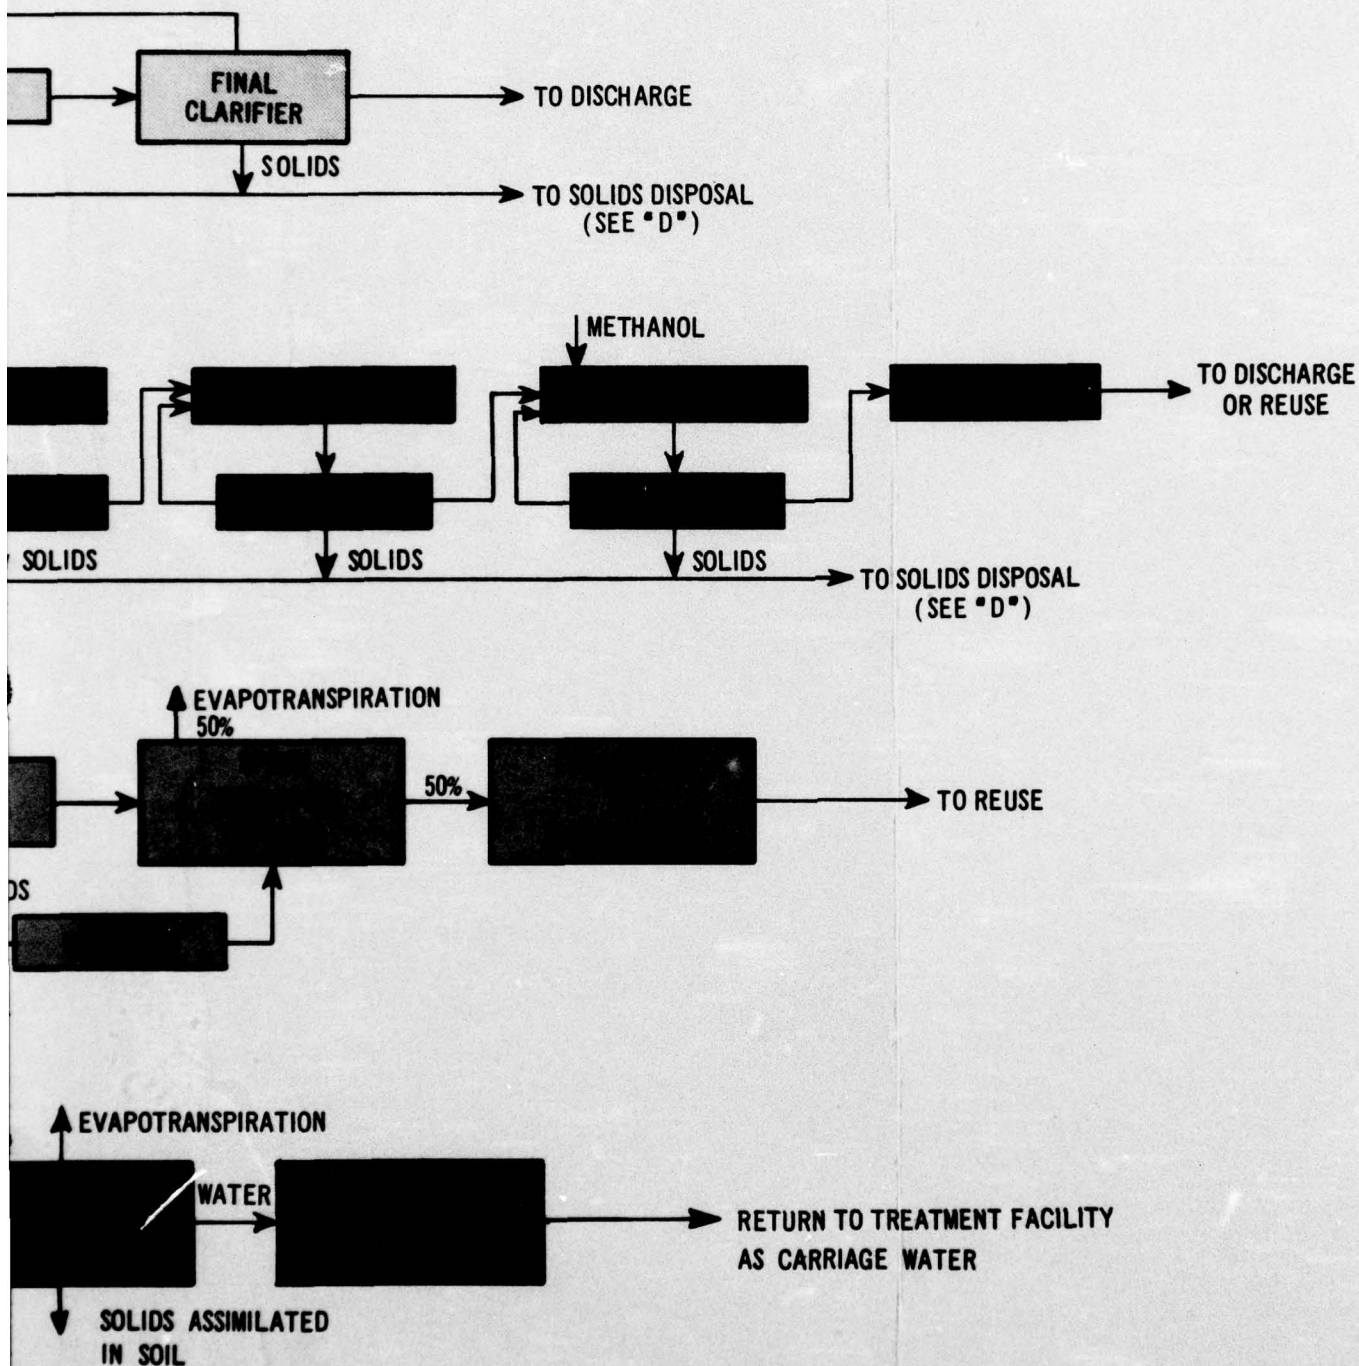 FINAL
CLARIFIER
TO DISCHARGE
SOLIDS
TO SOLIDS DISPOSAL
(SEE "D")
METHANOL
TO DISCHARGE
OR REUSE
SOLIDS
SOLIDS
SOLIDS
TO SOLIDS DISPOSAL
(SEE "D")
EVAPOTRANSPIRATION
50%
50%
TO REUSE
DS
EVAPOTRANSPIRATION
WATER
RETURN TO TREATMENT FACILITY
AS CARRIAGE WATER
SOLIDS ASSIMILATED
IN SOIL